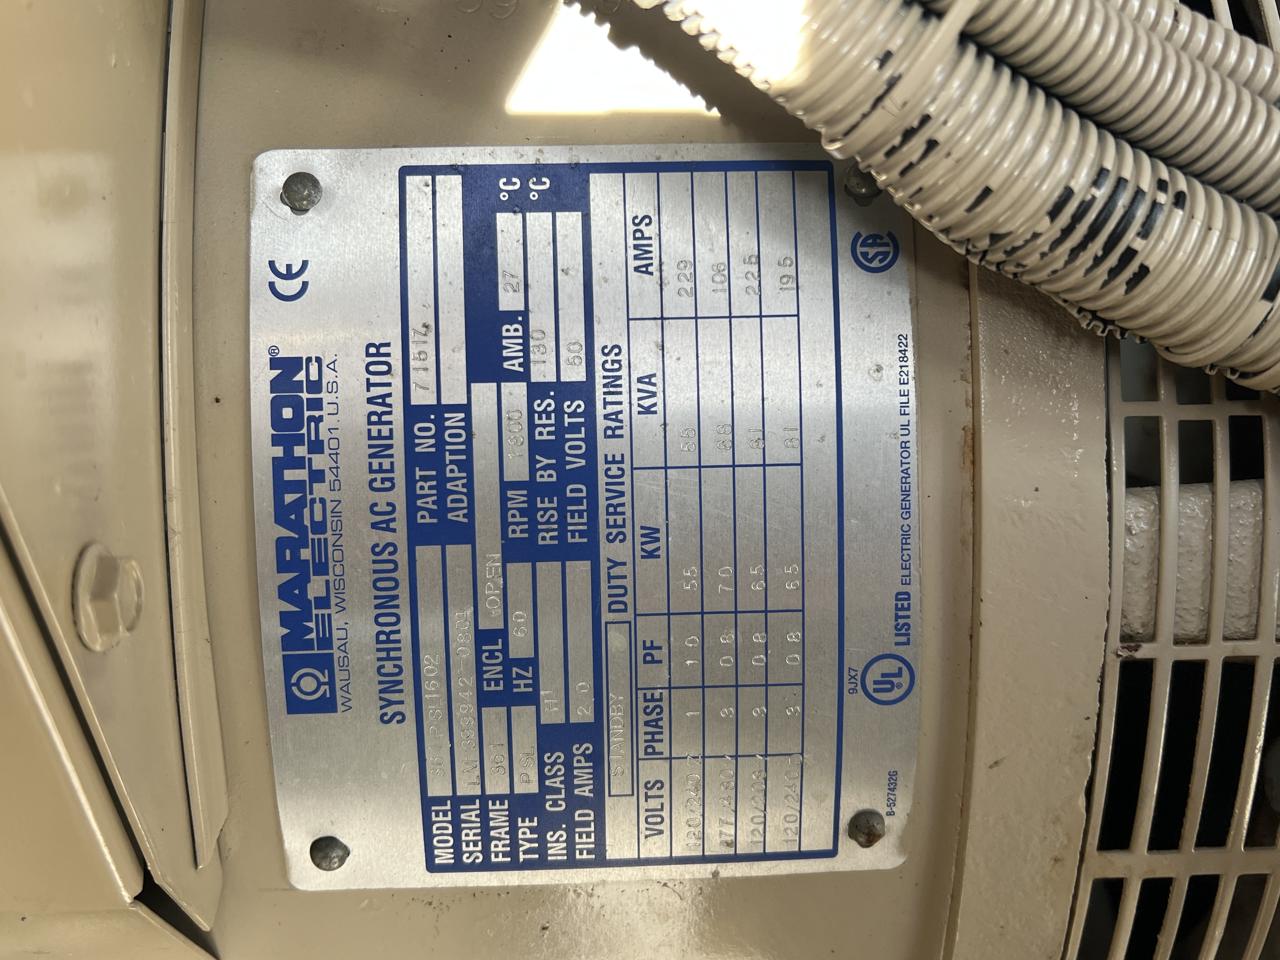 MARATHON®
ELECTRIC
WAUSAU, WISCONSIN 54401, U.S.A.
CE
SYNCHRONOUS AC GENERATOR
MODEL 361PSL1602 PART NO. 71517
SERIAL ADAPTION
FRAME 361 ENCL OPEN
TYPE PSL HZ 60 RPM 1800 AMB. 27 °C
INS. CLASS H RISE BY RES. 130 °C
FIELD AMPS 2.0 FIELD VOLTS 50
STANDBY DUTY SERVICE RATINGS
VOLTS PHASE PF KW KVA AMPS
120/240 1 1.0 55 55 229
277/480 3 0.8 70 88 106
120/208 3 0.8 65 81 225
120/240 3 0.8 65 81 195
9JX7
UL LISTED ELECTRIC GENERATOR UL FILE E218422
SA
B-527432G